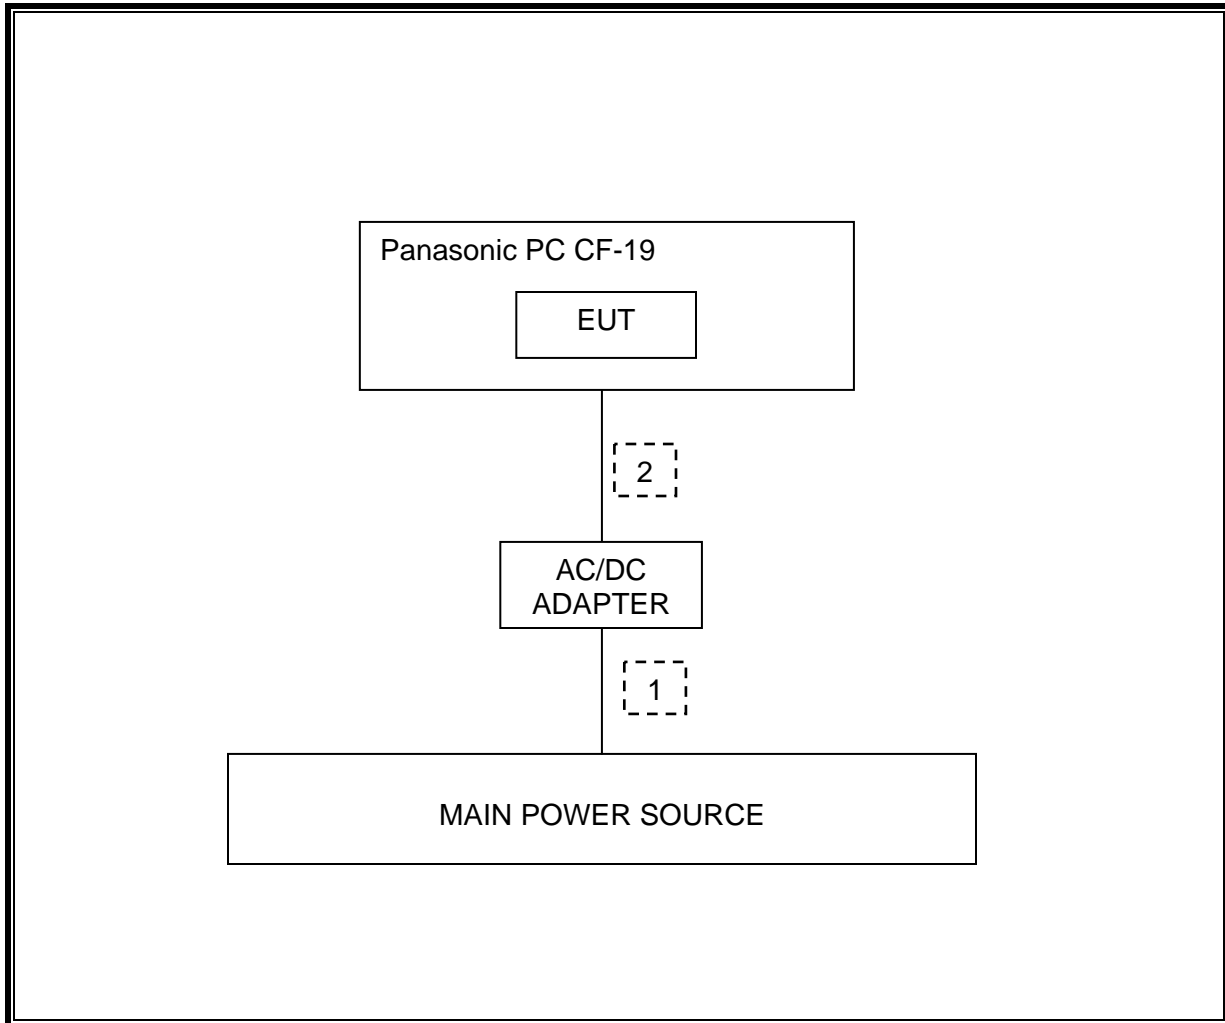 Panasonic PC CF-19
EUT
2
AC/DC
ADAPTER
1
MAIN POWER SOURCE